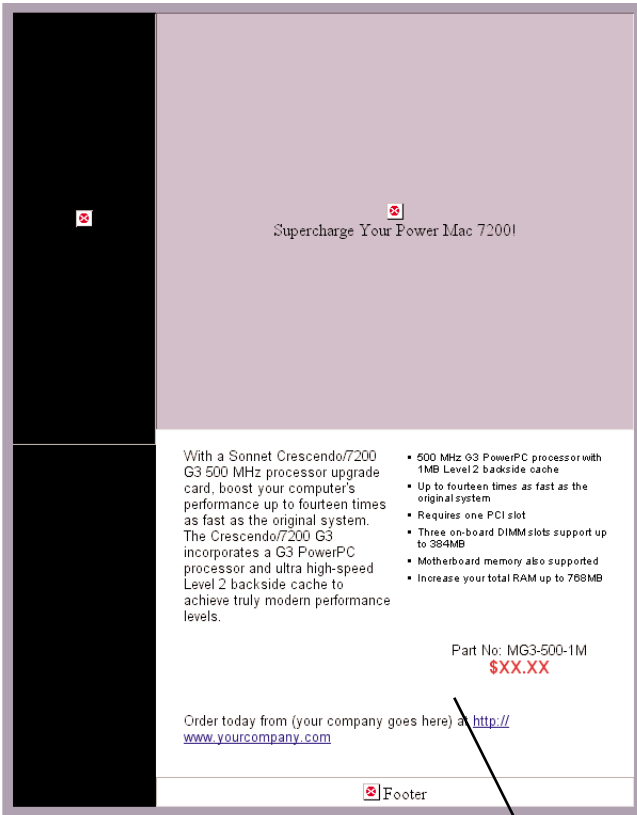 Supercharge Your Power Mac 7200!
With a Sonnet Crescendo/7200
G3 500 MHz processor upgrade
card, boost your computer's
performance up to fourteen times
as fast as the original system.
The Crescendo/7200 G3
incorporates a G3 PowerPC
processor and ultra high-speed
Level 2 backside cache to
achieve truly modern performance
levels.
• 500 MHz G3 PowerPC processor with
1MB Level 2 backside cache
• Up to fourteen times as fast as the
original system
• Requires one PCI slot
• Three on-board DIMM slots support up
to 384MB
• Motherboard memory also supported
• Increase your total RAM up to 768MB
Part No: MG3-500-1M
$XX.XX
Order today from (your company goes here) at http://
www.yourcompany.com
Footer